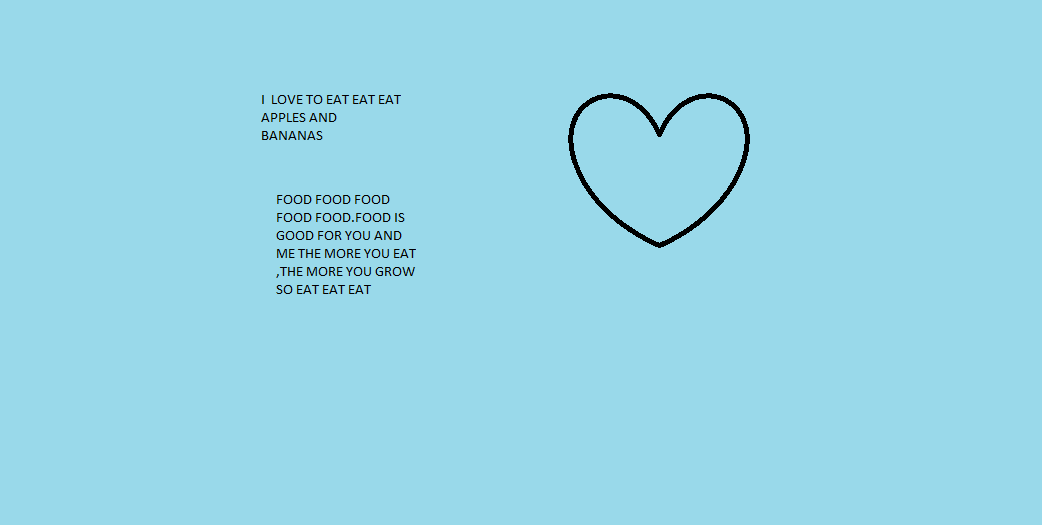 I  LOVE TO EAT EAT EAT
APPLES AND
BANANAS
FOOD FOOD FOOD
FOOD FOOD.FOOD IS
GOOD FOR YOU AND
ME THE MORE YOU EAT
,THE MORE YOU GROW
SO EAT EAT EAT